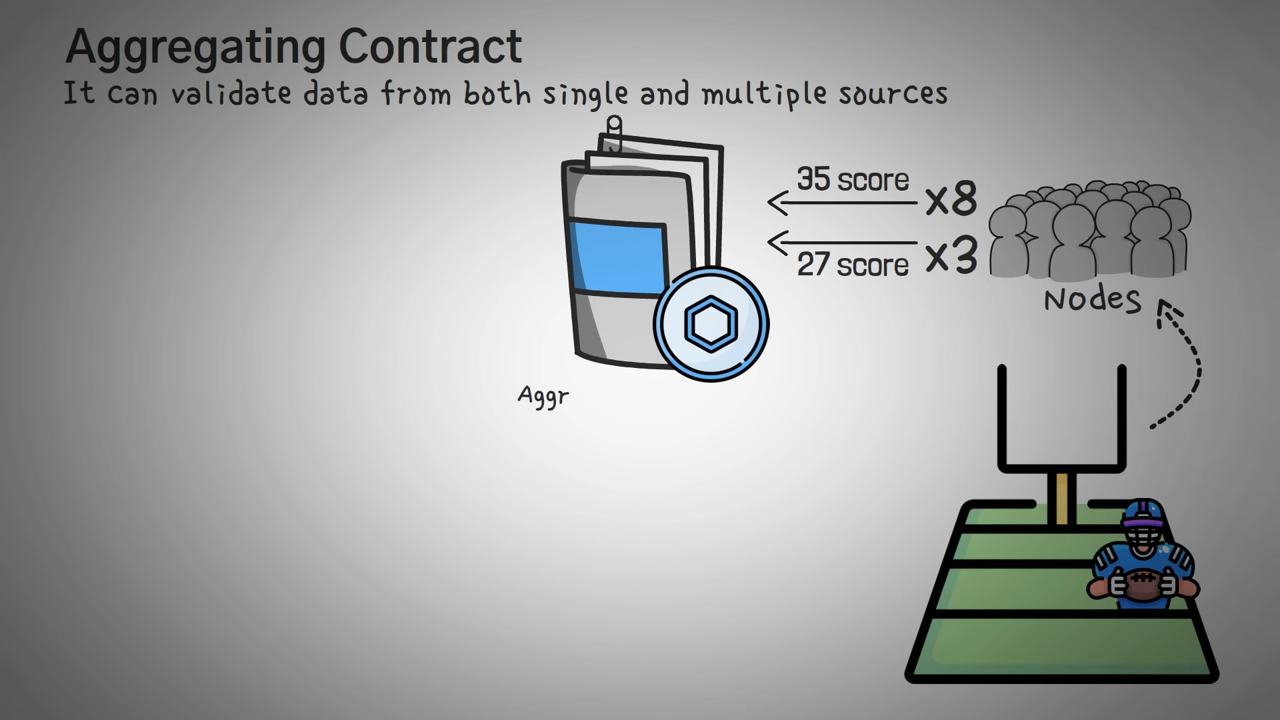 Aggregating Contract
It can validate data from both single and multiple sources
35 score x8
27 score x3
Nodes
Aggr